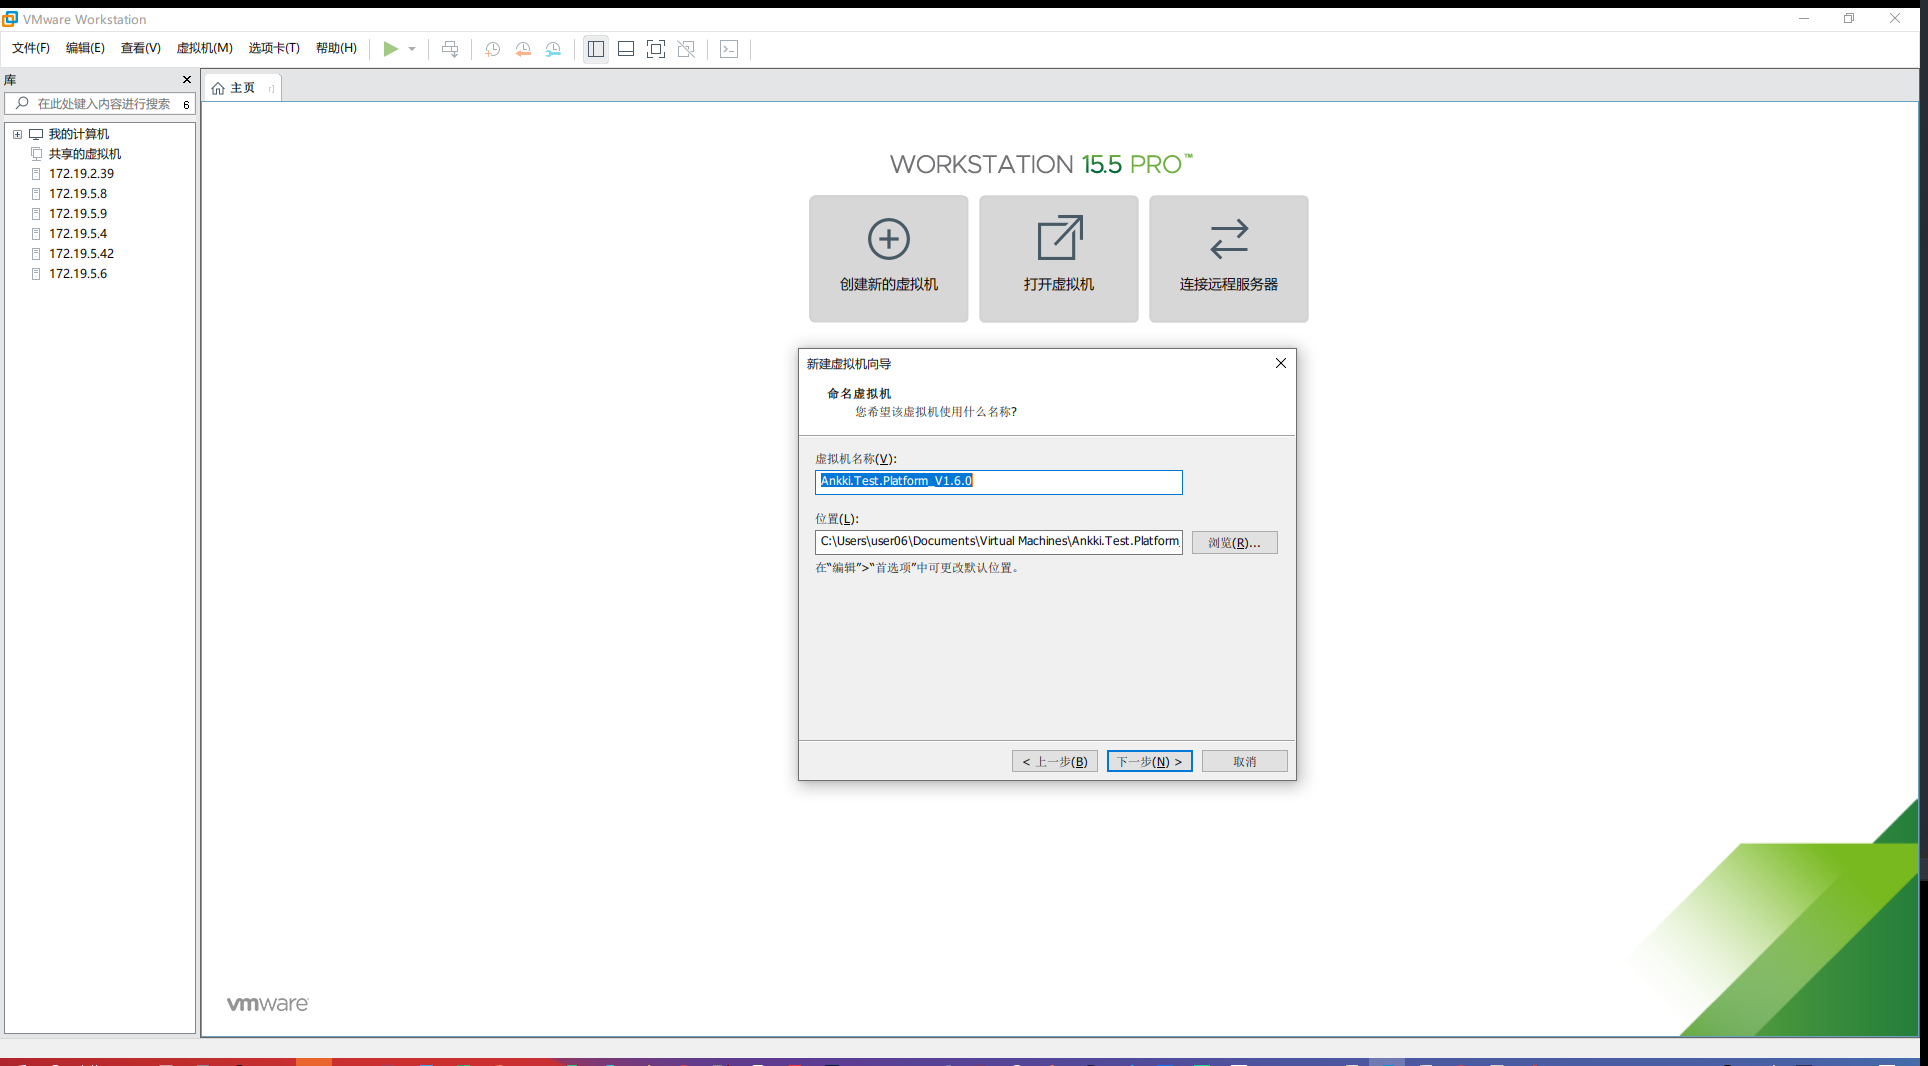 VMware Workstation
文件(F) 编辑(E) 查看(V) 虚拟机(M) 选项卡(T) 帮助(H)
库
在此处键入内容进行搜索 6
我的计算机
共享的虚拟机
172.19.2.39
172.19.5.8
172.19.5.9
172.19.5.4
172.19.5.42
172.19.5.6
主页
WORKSTATION 15.5 PRO™
创建新的虚拟机
打开虚拟机
连接远程服务器
新建虚拟机向导
命名虚拟机
您希望该虚拟机使用什么名称?
虚拟机名称(V):
Ankki.Test.Platform_V1.6.0
位置(L):
C:\Users\user06\Documents\Virtual Machines\Ankki.Test.Platform_
浏览(R)...
在“编辑”>“首选项”中可更改默认位置。
< 上一步(B) 下一步(N) > 取消
vmware